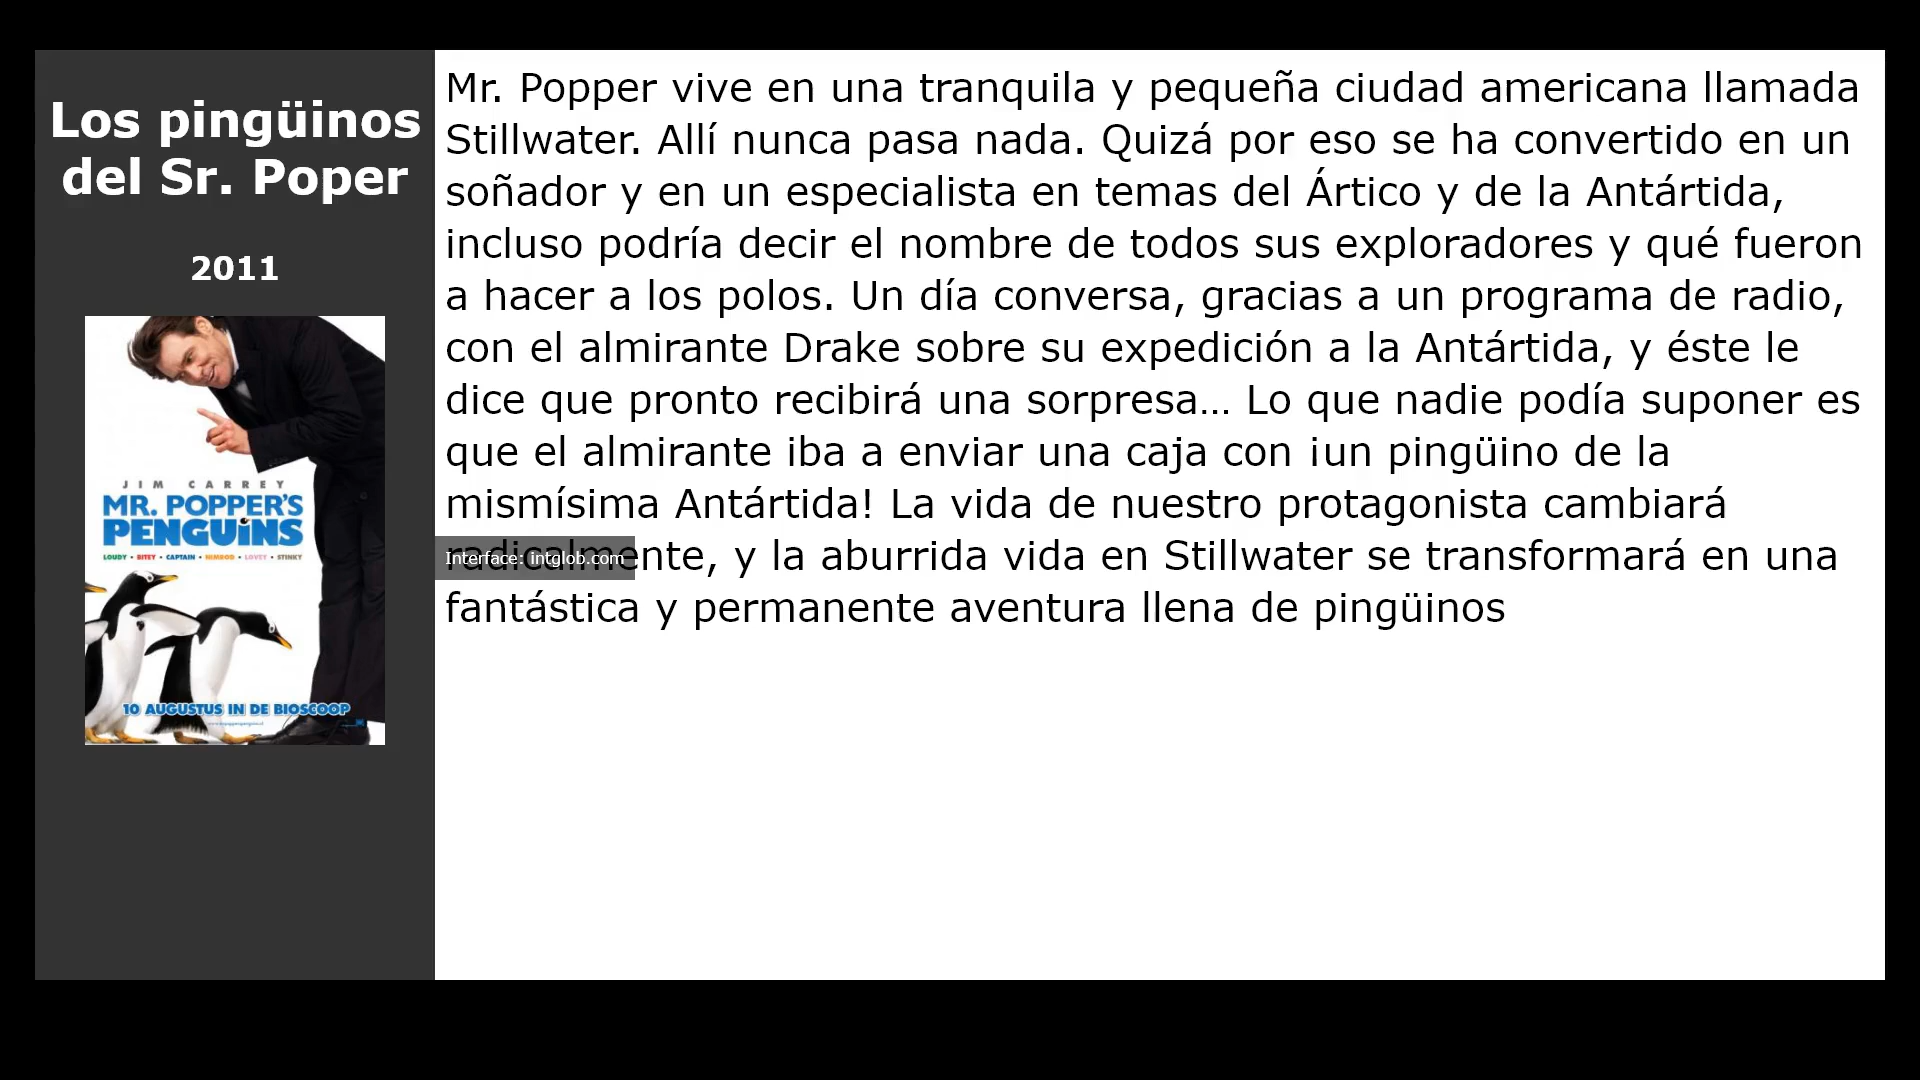 Los pingüinos
del Sr. Poper
2011
JIM CARREY
MR. POPPER'S
PENGUiNS
LOUDY • BITEY • CAPTAIN • NIMROD • LOVEY • STINKY
10 AUGUSTUS IN DE BIOSCOOP
Mr. Popper vive en una tranquila y pequeña ciudad americana llamada
Stillwater. Allí nunca pasa nada. Quizá por eso se ha convertido en un
soñador y en un especialista en temas del Ártico y de la Antártida,
incluso podría decir el nombre de todos sus exploradores y qué fueron
a hacer a los polos. Un día conversa, gracias a un programa de radio,
con el almirante Drake sobre su expedición a la Antártida, y éste le
dice que pronto recibirá una sorpresa… Lo que nadie podía suponer es
que el almirante iba a enviar una caja con ¡un pingüino de la
mismísima Antártida! La vida de nuestro protagonista cambiará
radicalmente, y la aburrida vida en Stillwater se transformará en una
Interface: intglob.com
fantástica y permanente aventura llena de pingüinos